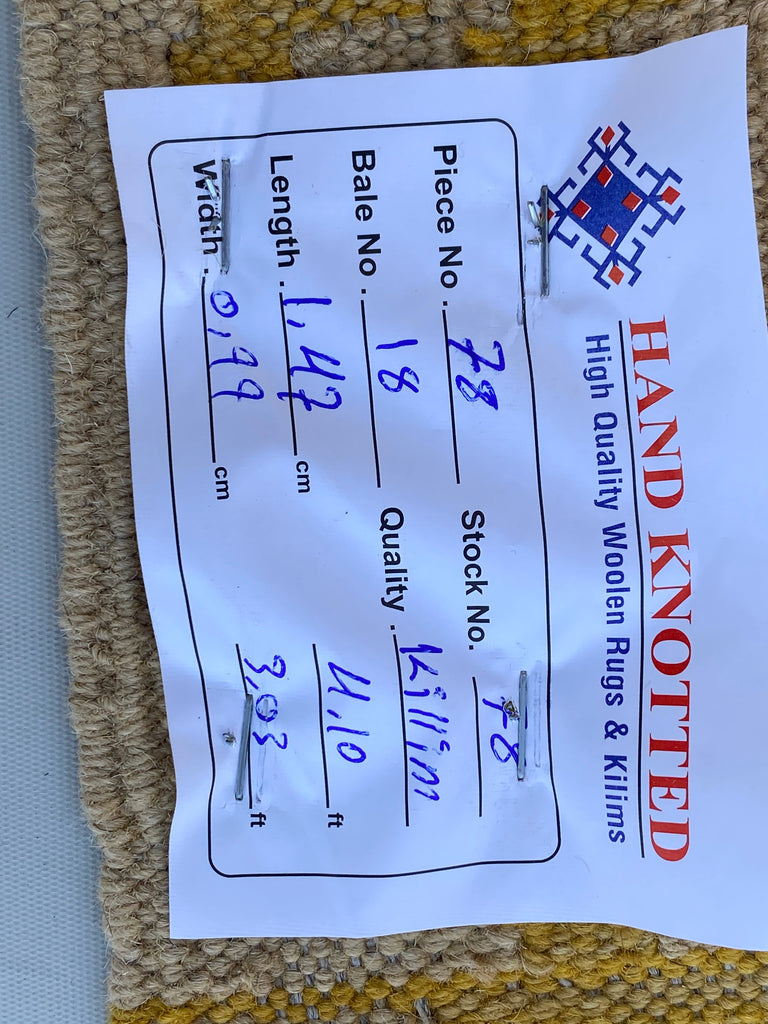 HAND KNOTTED
High Quality Woolen Rugs & Kilims
Piece No . 78 Stock No. 78
Bale No . 18 Quality . Killim
Length . 1,47 cm 4,10 ft
Width . 0,99 cm 3,03 ft